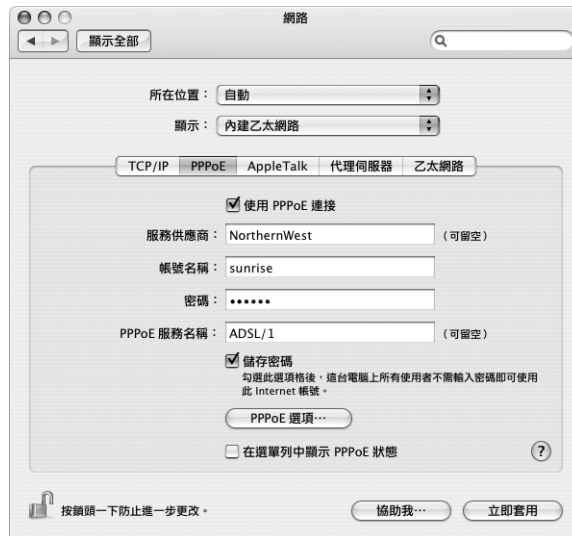 網路
顯示全部
所在位置： 自動
顯示： 內建乙太網路
TCP/IP PPPoE AppleTalk 代理伺服器 乙太網路
使用 PPPoE 連接
服務供應商： NorthernWest （可留空）
帳號名稱： sunrise
密碼： ••••••
PPPoE 服務名稱： ADSL/1 （可留空）
儲存密碼
勾選此選項格後，這台電腦上所有使用者不需輸入密碼即可使用
此 Internet 帳號。
PPPoE 選項…
在選單列中顯示 PPPoE 狀態
?
按鎖頭一下防止進一步更改。 協助我… 立即套用